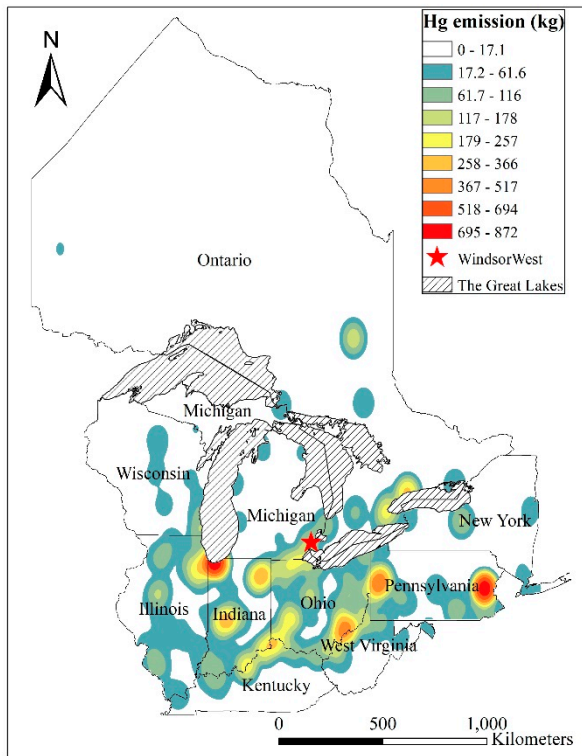 N
Hg emission (kg)
0 - 17.1
17.2 - 61.6
61.7 - 116
117 - 178
179 - 257
258 - 366
367 - 517
518 - 694
695 - 872
WindsorWest
The Great Lakes
Ontario
Michigan
Wisconsin
Michigan
New York
Illinois
Indiana
Ohio
Pennsylvania
West Virginia
Kentucky
0 500 1,000
Kilometers